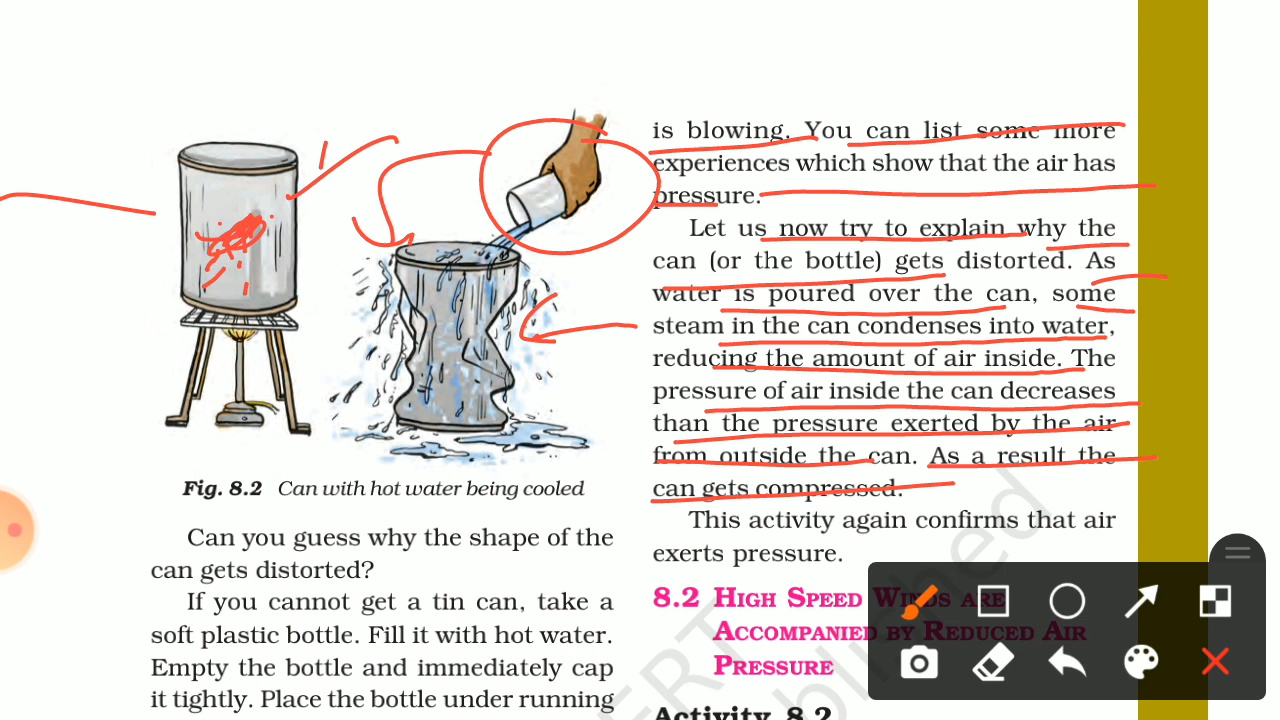 Fig. 8.2 Can with hot water being cooled
Can you guess why the shape of the
can gets distorted?
If you cannot get a tin can, take a
soft plastic bottle. Fill it with hot water.
Empty the bottle and immediately cap
it tightly. Place the bottle under running
is blowing. You can list some more
experiences which show that the air has
pressure.
Let us now try to explain why the
can (or the bottle) gets distorted. As
water is poured over the can, some
steam in the can condenses into water,
reducing the amount of air inside. The
pressure of air inside the can decreases
than the pressure exerted by the air
from outside the can. As a result the
can gets compressed.
This activity again confirms that air
exerts pressure.
8.2 High Speed Winds are
Accompanied by Reduced Air
Pressure
Activity 8.2